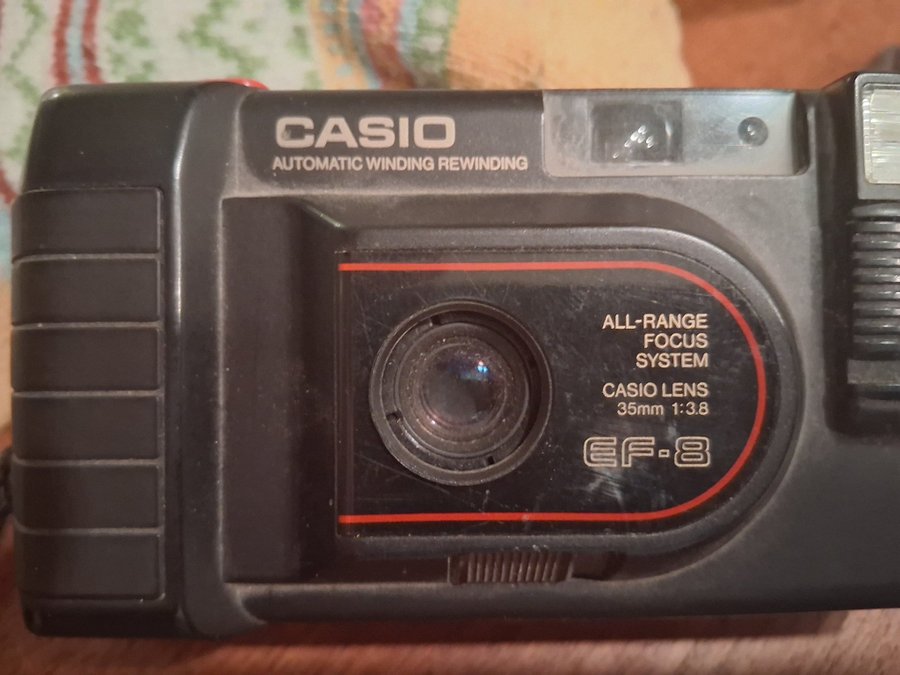 CASIO
AUTOMATIC WINDING REWINDING
ALL-RANGE
FOCUS
SYSTEM
CASIO LENS
35mm 1:3.8
EF-8